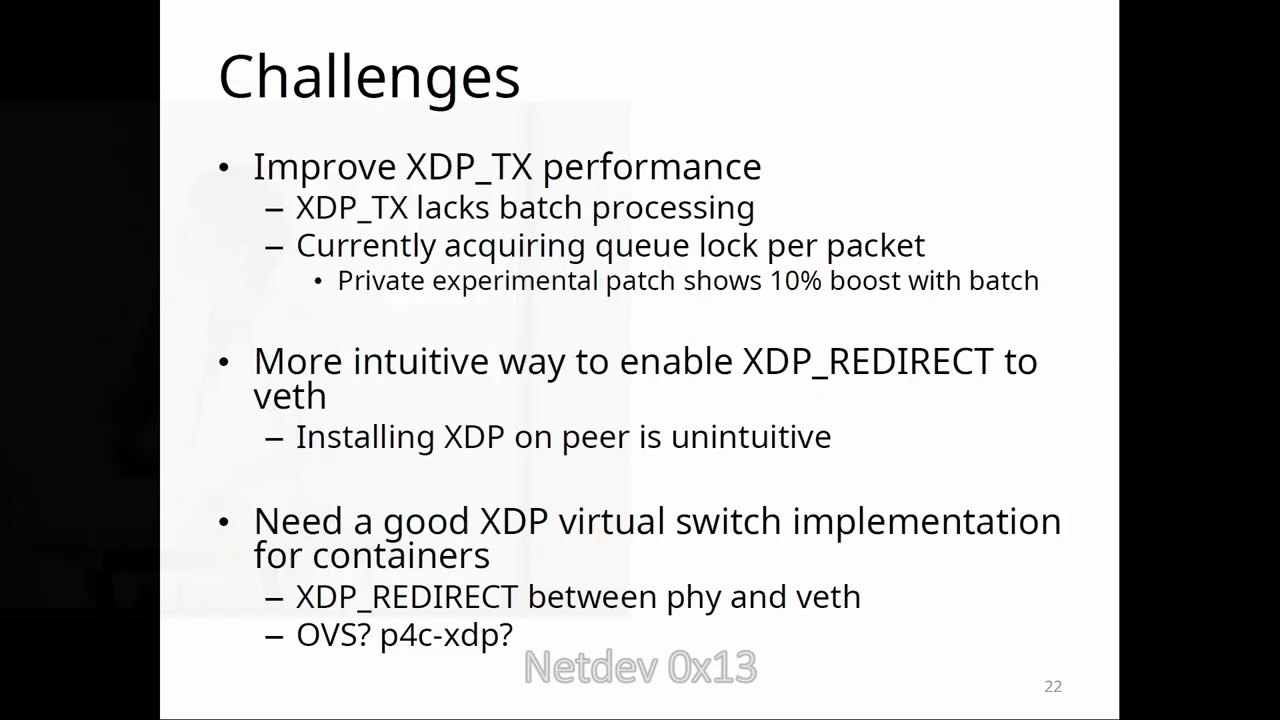 Challenges
• Improve XDP_TX performance
– XDP_TX lacks batch processing
– Currently acquiring queue lock per packet
• Private experimental patch shows 10% boost with batch
• More intuitive way to enable XDP_REDIRECT to
veth
– Installing XDP on peer is unintuitive
• Need a good XDP virtual switch implementation
for containers
– XDP_REDIRECT between phy and veth
– OVS? p4c-xdp?
Netdev 0x13
22